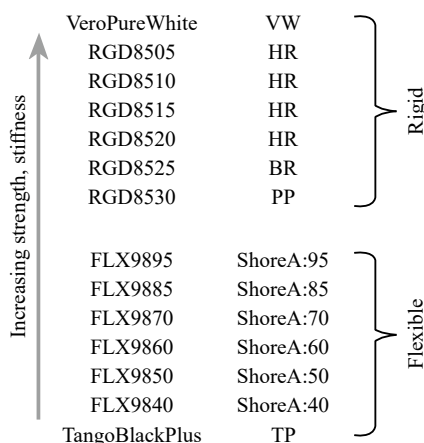 VeroPureWhite VW
RGD8505 HR
RGD8510 HR
RGD8515 HR
RGD8520 HR
RGD8525 BR
RGD8530 PP
Rigid
FLX9895 ShoreA:95
FLX9885 ShoreA:85
FLX9870 ShoreA:70
FLX9860 ShoreA:60
FLX9850 ShoreA:50
FLX9840 ShoreA:40
TangoBlackPlus TP
Flexible
Increasing strength, stiffness